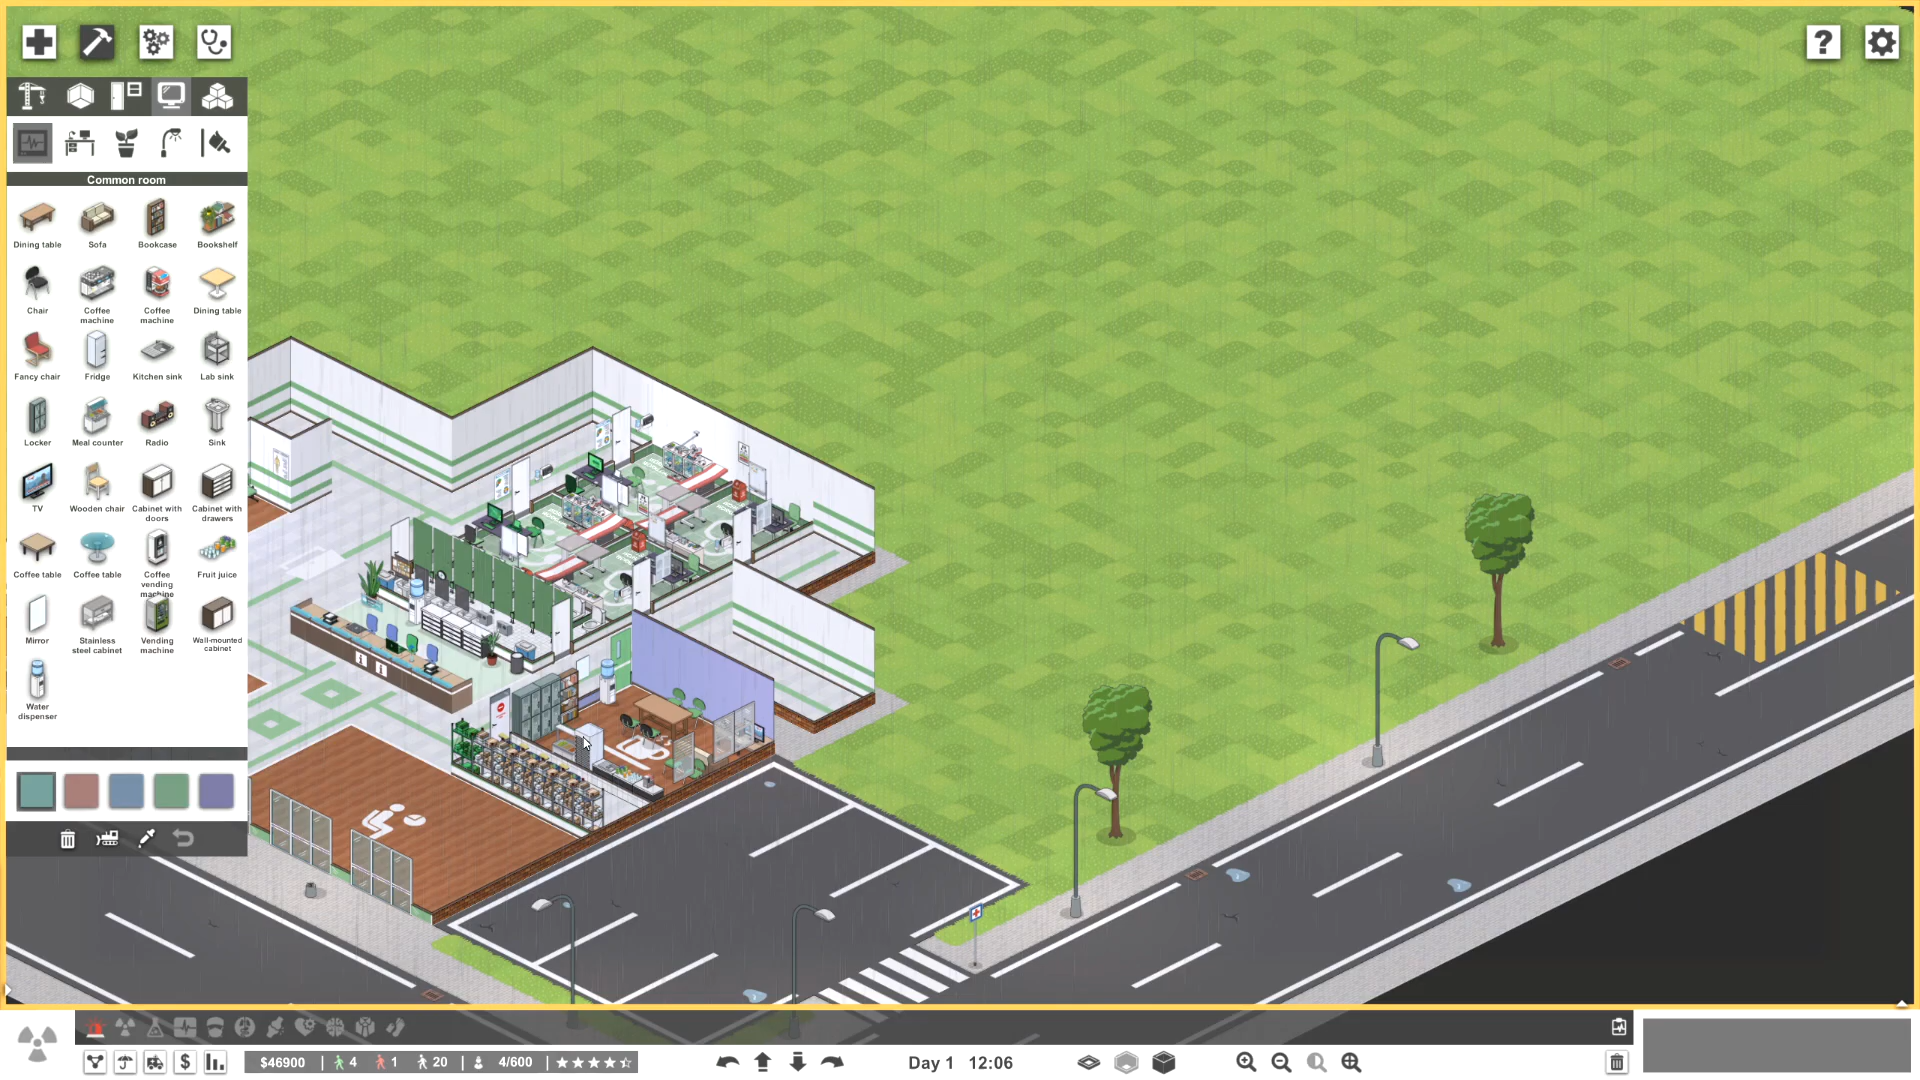 Common room
Dining table
Sofa
Bookcase
Bookshelf
Chair
Coffee machine
Coffee machine
Dining table
Fancy chair
Fridge
Kitchen sink
Lab sink
Locker
Meal counter
Radio
Sink
TV
Wooden chair
Cabinet with doors
Cabinet with drawers
Coffee table
Coffee table
Coffee vending machine
Fruit juice
Mirror
Stainless steel cabinet
Vending machine
Wall-mounted cabinet
Water dispenser
$46900 | 4 1 20 | 4/600 |
Day 1 12:06